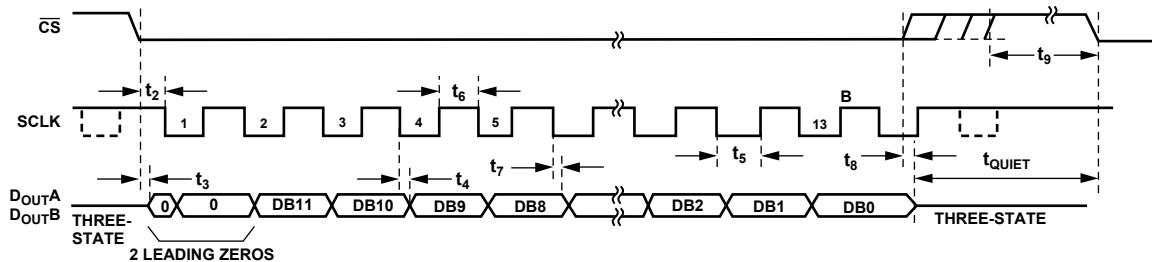 CS
t9
t2
t6
B
SCLK
1
2
3
4
5
13
t5
t8
tQUIET
t3
t4
t7
DOUTA
DOUTB
0
0
DB11
DB10
DB9
DB8
DB2
DB1
DB0
THREE-
STATE
THREE-STATE
2 LEADING ZEROS